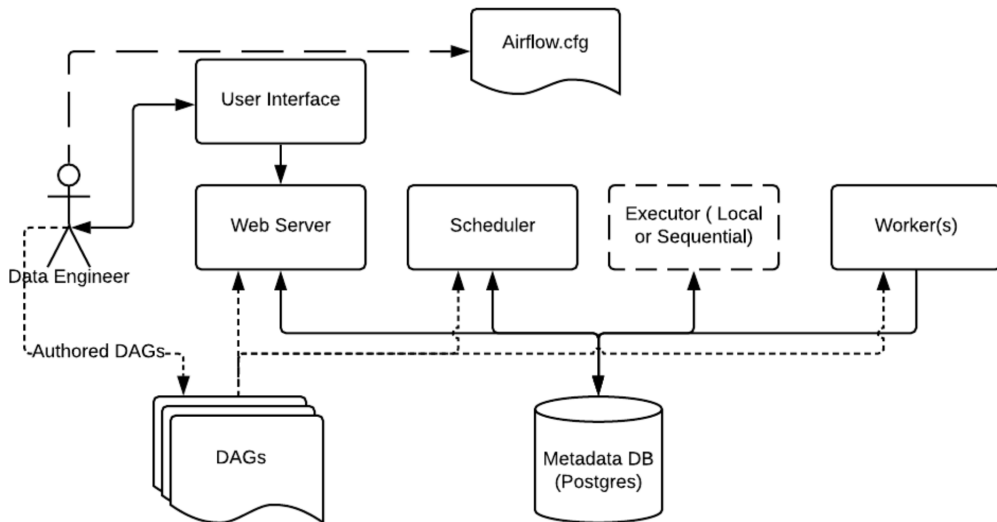 Airflow.cfg
User Interface
Web Server
Scheduler
Executor ( Local
or Sequential)
Worker(s)
Data Engineer
Authored DAGs
DAGs
Metadata DB
(Postgres)